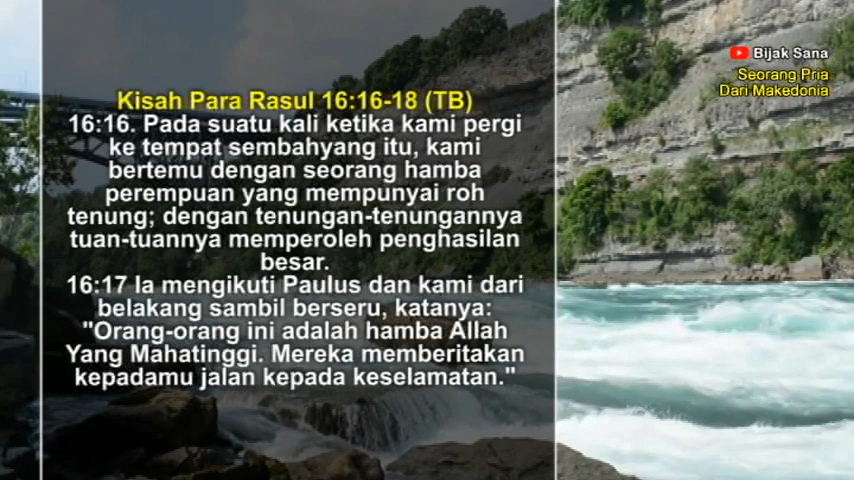 Kisah Para Rasul 16:16-18 (TB)
16:16. Pada suatu kali ketika kami pergi
ke tempat sembahyang itu, kami
bertemu dengan seorang hamba
perempuan yang mempunyai roh
tenung; dengan tenungan-tenungannya
tuan-tuannya memperoleh penghasilan
besar.
16:17 Ia mengikuti Paulus dan kami dari
belakang sambil berseru, katanya:
"Orang-orang ini adalah hamba Allah
Yang Mahatinggi. Mereka memberitakan
kepadamu jalan kepada keselamatan."
Bijak Sana
Seorang Pria
Dari Makedonia